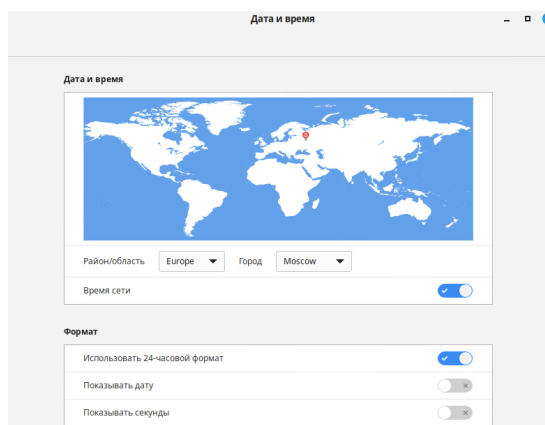 Дата и время
Дата и время
Район/область Europe Город Moscow
Время сети
Формат
Использовать 24-часовой формат
Показывать дату
Показывать секунды